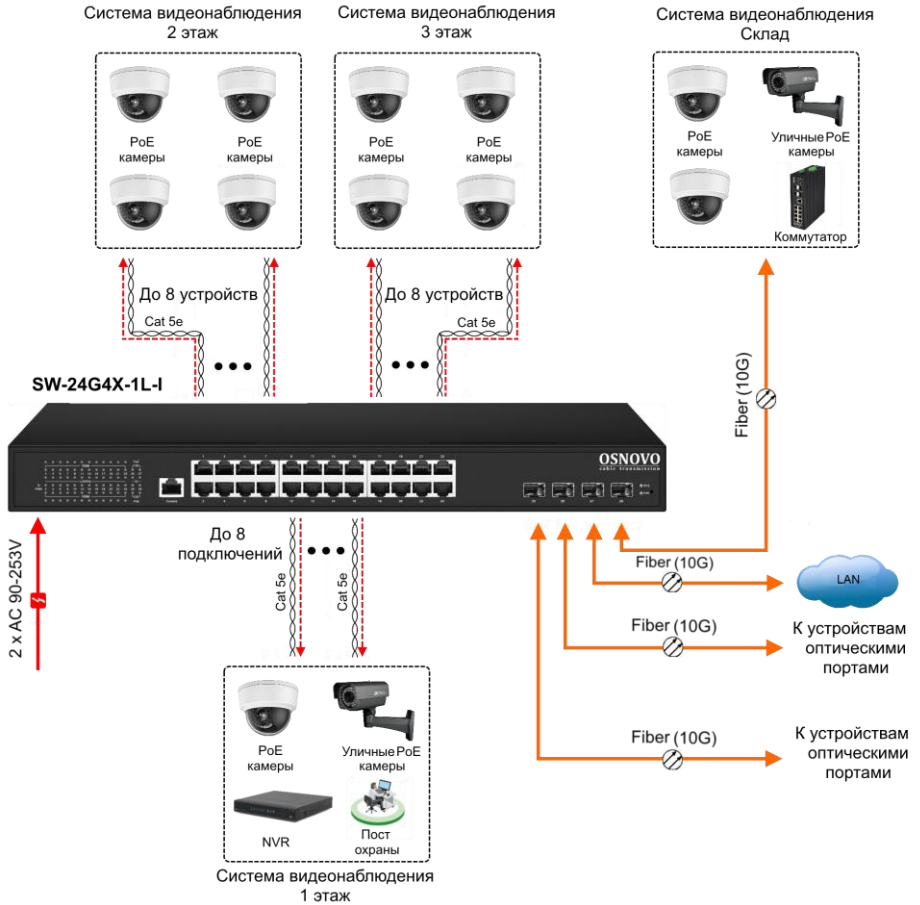 Система видеонаблюдения
2 этаж
Система видеонаблюдения
3 этаж
Система видеонаблюдения
Склад
PoE
камеры
PoE
камеры
PoE
камеры
PoE
камеры
PoE
камеры
Уличные PoE
камеры
Коммутатор
До 8 устройств
Cat 5e
До 8 устройств
Cat 5e
Fiber (10G)
SW-24G4X-1L-I
OSNOVO
cable transmission
2 x AC 90-253V
До 8
подключений
Cat 5e
Cat 5e
Fiber (10G)
LAN
Fiber (10G)
К устройствам
оптическими
портами
Fiber (10G)
К устройствам
оптическими
портами
PoE
камеры
Уличные PoE
камеры
NVR
Пост
охраны
Система видеонаблюдения
1 этаж